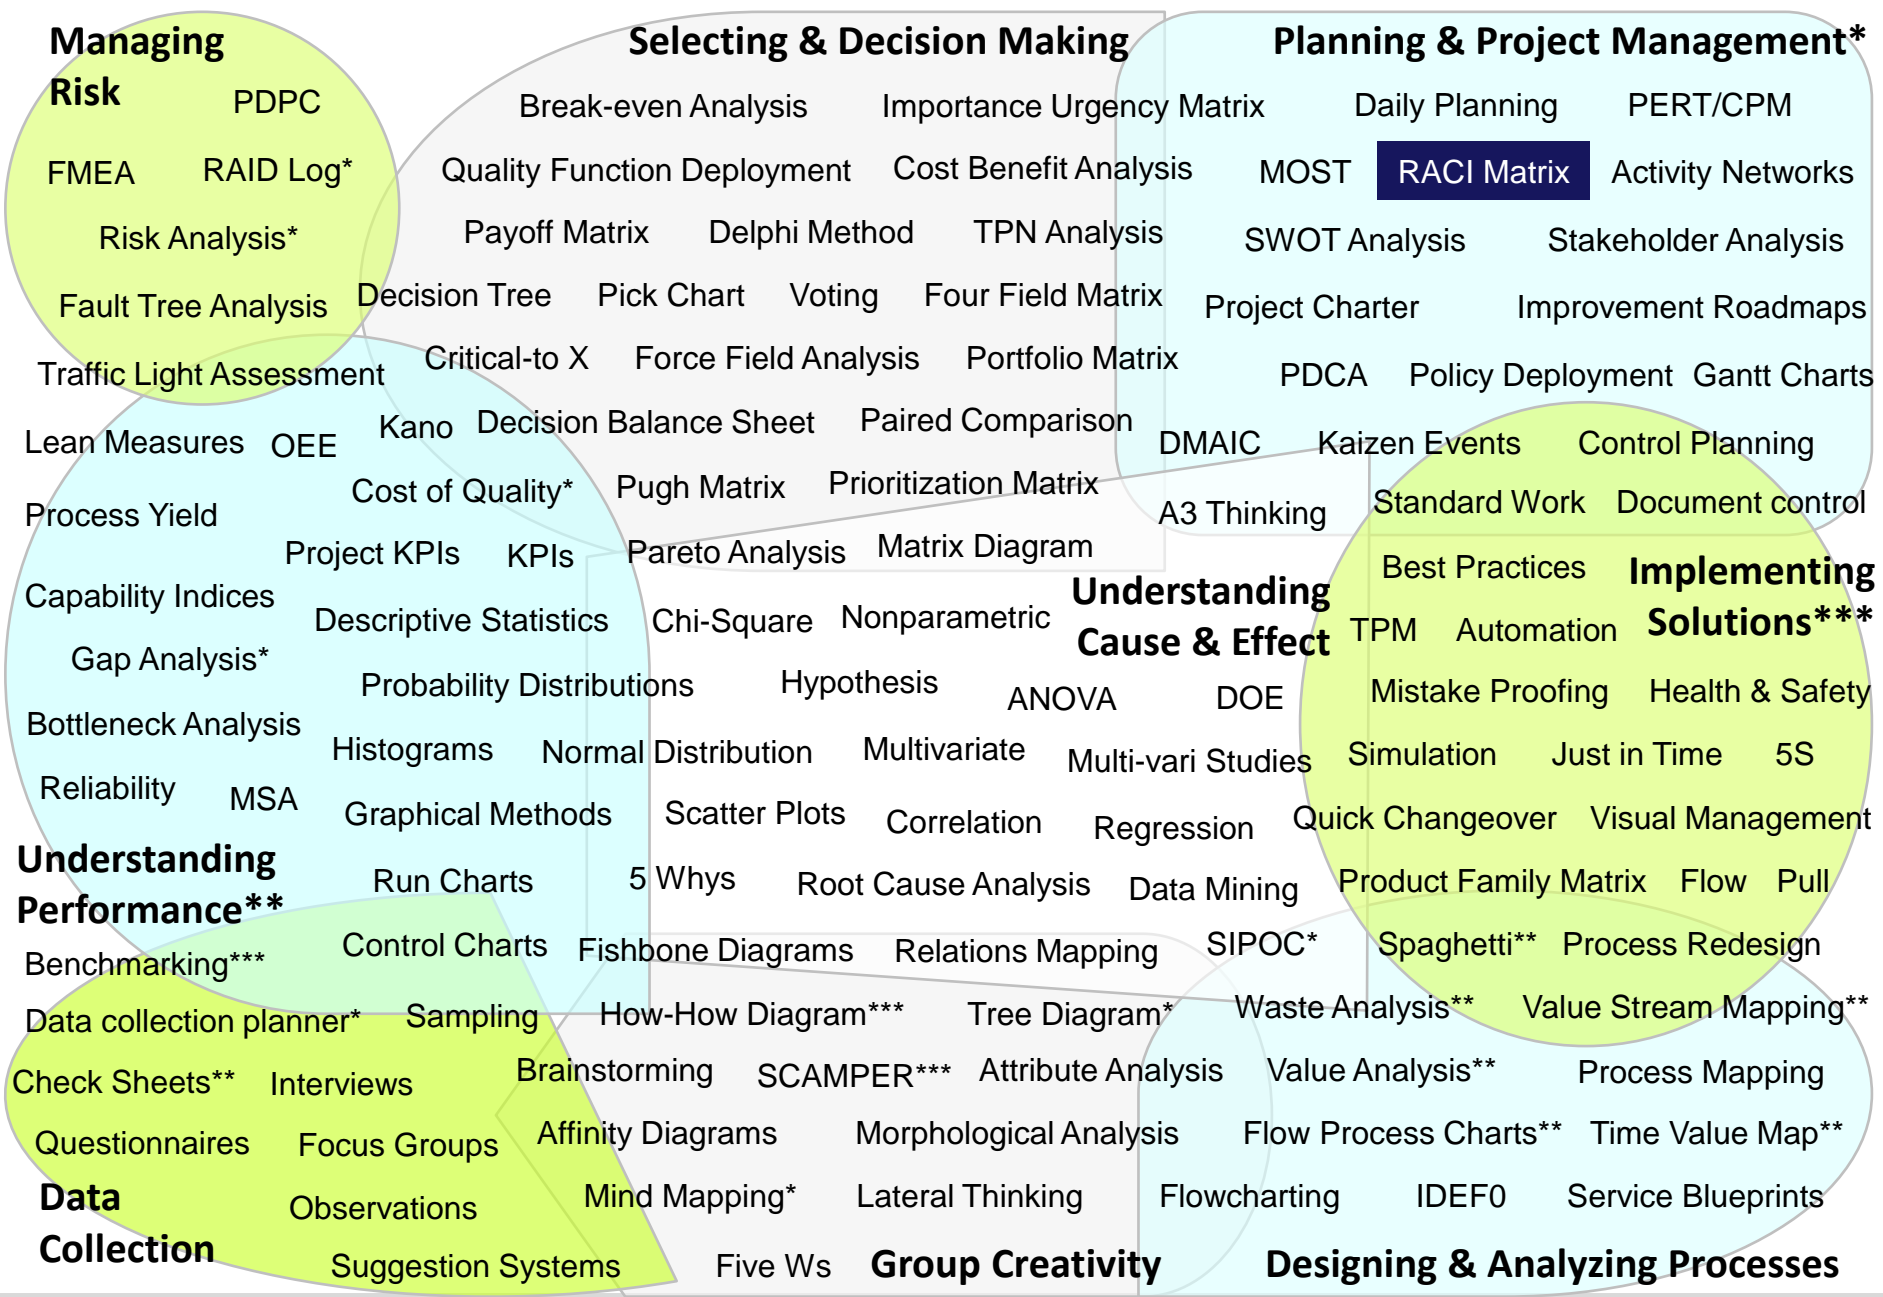 Managing
Risk
Selecting & Decision Making
Planning & Project Management*
PDPC
Break-even Analysis
Importance Urgency Matrix
Daily Planning
PERT/CPM
FMEA
RAID Log*
Quality Function Deployment
Cost Benefit Analysis
MOST
RACI Matrix
Activity Networks
Risk Analysis*
Payoff Matrix
Delphi Method
TPN Analysis
SWOT Analysis
Stakeholder Analysis
Fault Tree Analysis
Decision Tree
Pick Chart
Voting
Four Field Matrix
Project Charter
Improvement Roadmaps
Traffic Light Assessment
Critical-to X
Force Field Analysis
Portfolio Matrix
PDCA
Policy Deployment
Gantt Charts
Lean Measures
OEE
Kano
Decision Balance Sheet
Paired Comparison
DMAIC
Kaizen Events
Control Planning
Process Yield
Cost of Quality*
Pugh Matrix
Prioritization Matrix
A3 Thinking
Standard Work
Document control
Project KPIs
KPIs
Pareto Analysis
Matrix Diagram
Best Practices
Implementing
Solutions***
Capability Indices
Descriptive Statistics
Chi-Square
Nonparametric
Understanding
Cause & Effect
TPM
Automation
Gap Analysis*
Probability Distributions
Hypothesis
ANOVA
DOE
Mistake Proofing
Health & Safety
Bottleneck Analysis
Histograms
Normal Distribution
Multivariate
Multi-vari Studies
Simulation
Just in Time
5S
Reliability
MSA
Graphical Methods
Scatter Plots
Correlation
Regression
Quick Changeover
Visual Management
Understanding
Performance**
Run Charts
5 Whys
Root Cause Analysis
Data Mining
Product Family Matrix
Flow
Pull
Benchmarking***
Control Charts
Fishbone Diagrams
Relations Mapping
SIPOC*
Spaghetti**
Process Redesign
Data collection planner*
Sampling
How-How Diagram***
Tree Diagram*
Waste Analysis**
Value Stream Mapping**
Check Sheets**
Interviews
Brainstorming
SCAMPER***
Attribute Analysis
Value Analysis**
Process Mapping
Questionnaires
Focus Groups
Affinity Diagrams
Morphological Analysis
Flow Process Charts**
Time Value Map**
Data
Collection
Observations
Mind Mapping*
Lateral Thinking
Flowcharting
IDEF0
Service Blueprints
Suggestion Systems
Five Ws
Group Creativity
Designing & Analyzing Processes